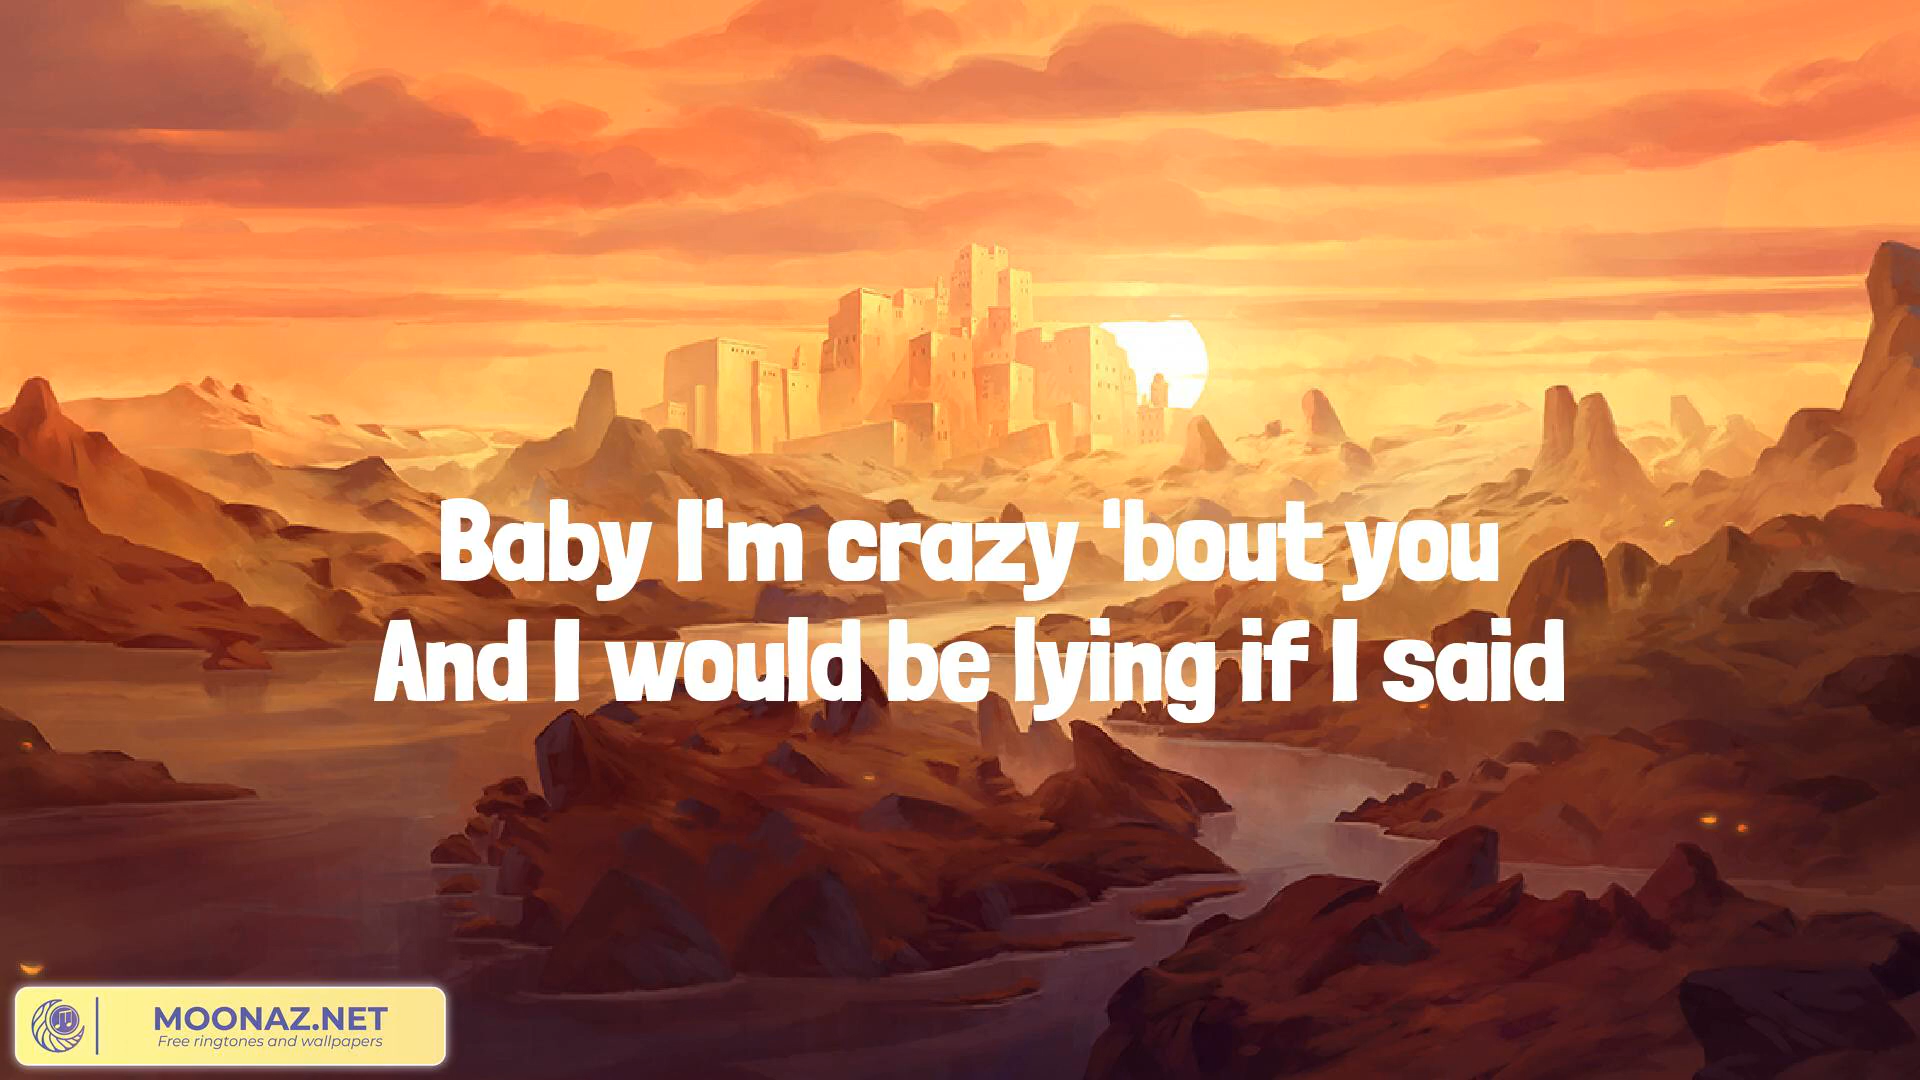 Baby I'm crazy 'bout you
And I would be lying if I said
MOONAZ.NET
Free ringtones and wallpapers